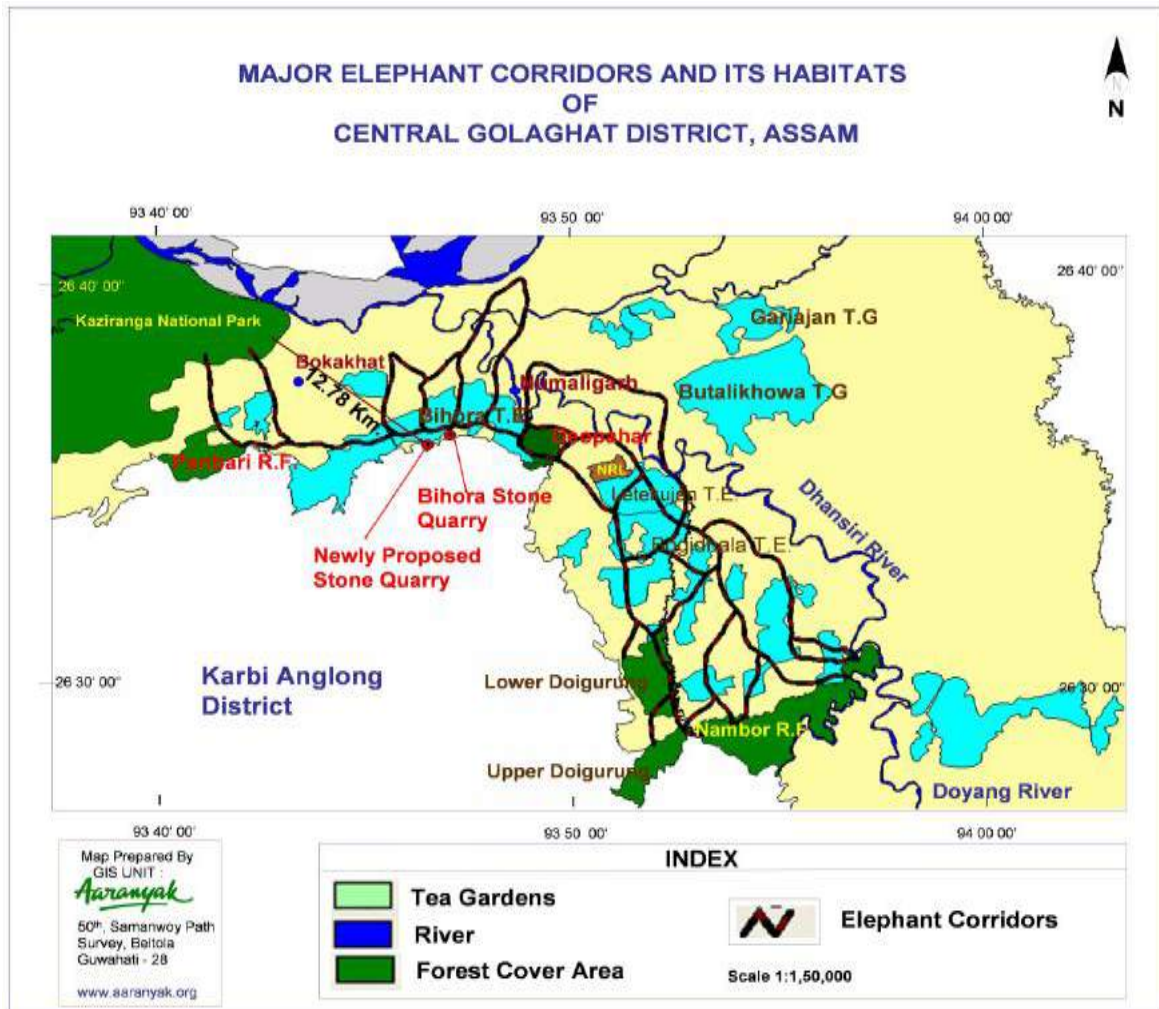 MAJOR ELEPHANT CORRIDORS AND ITS HABITATS
OF
CENTRAL GOLAGHAT DISTRICT, ASSAM
N
93 40' 00'
93 50' 00'
94 00' 00'
26 40' 00''
26 40' 00''
Kaziranga National Park
Gariajan T.G
Bokakhat
12.78 Km.
Numaligarh
Butalikhowa T.G
Bihora T.E
Deopahar
Panbari R.F.
NRL
Letekujan T.E.
Bihora Stone
Quarry
Dhansiri River
Newly Proposed
Stone Quarry
Bogidhala T.E.
Karbi Anglong
District
26 30' 00''
Lower Doigurung
26 30' 00''
Nambor R.F
Upper Doigurung
Doyang River
93 40' 00'
93 50' 00'
94 00' 00'
Map Prepared By
GIS UNIT :
Aaranyak
50th, Samanwoy Path
Survey, Beltola
Guwahati - 28
www.aaranyak.org
INDEX
Tea Gardens
River
Forest Cover Area
Elephant Corridors
Scale 1:1,50,000